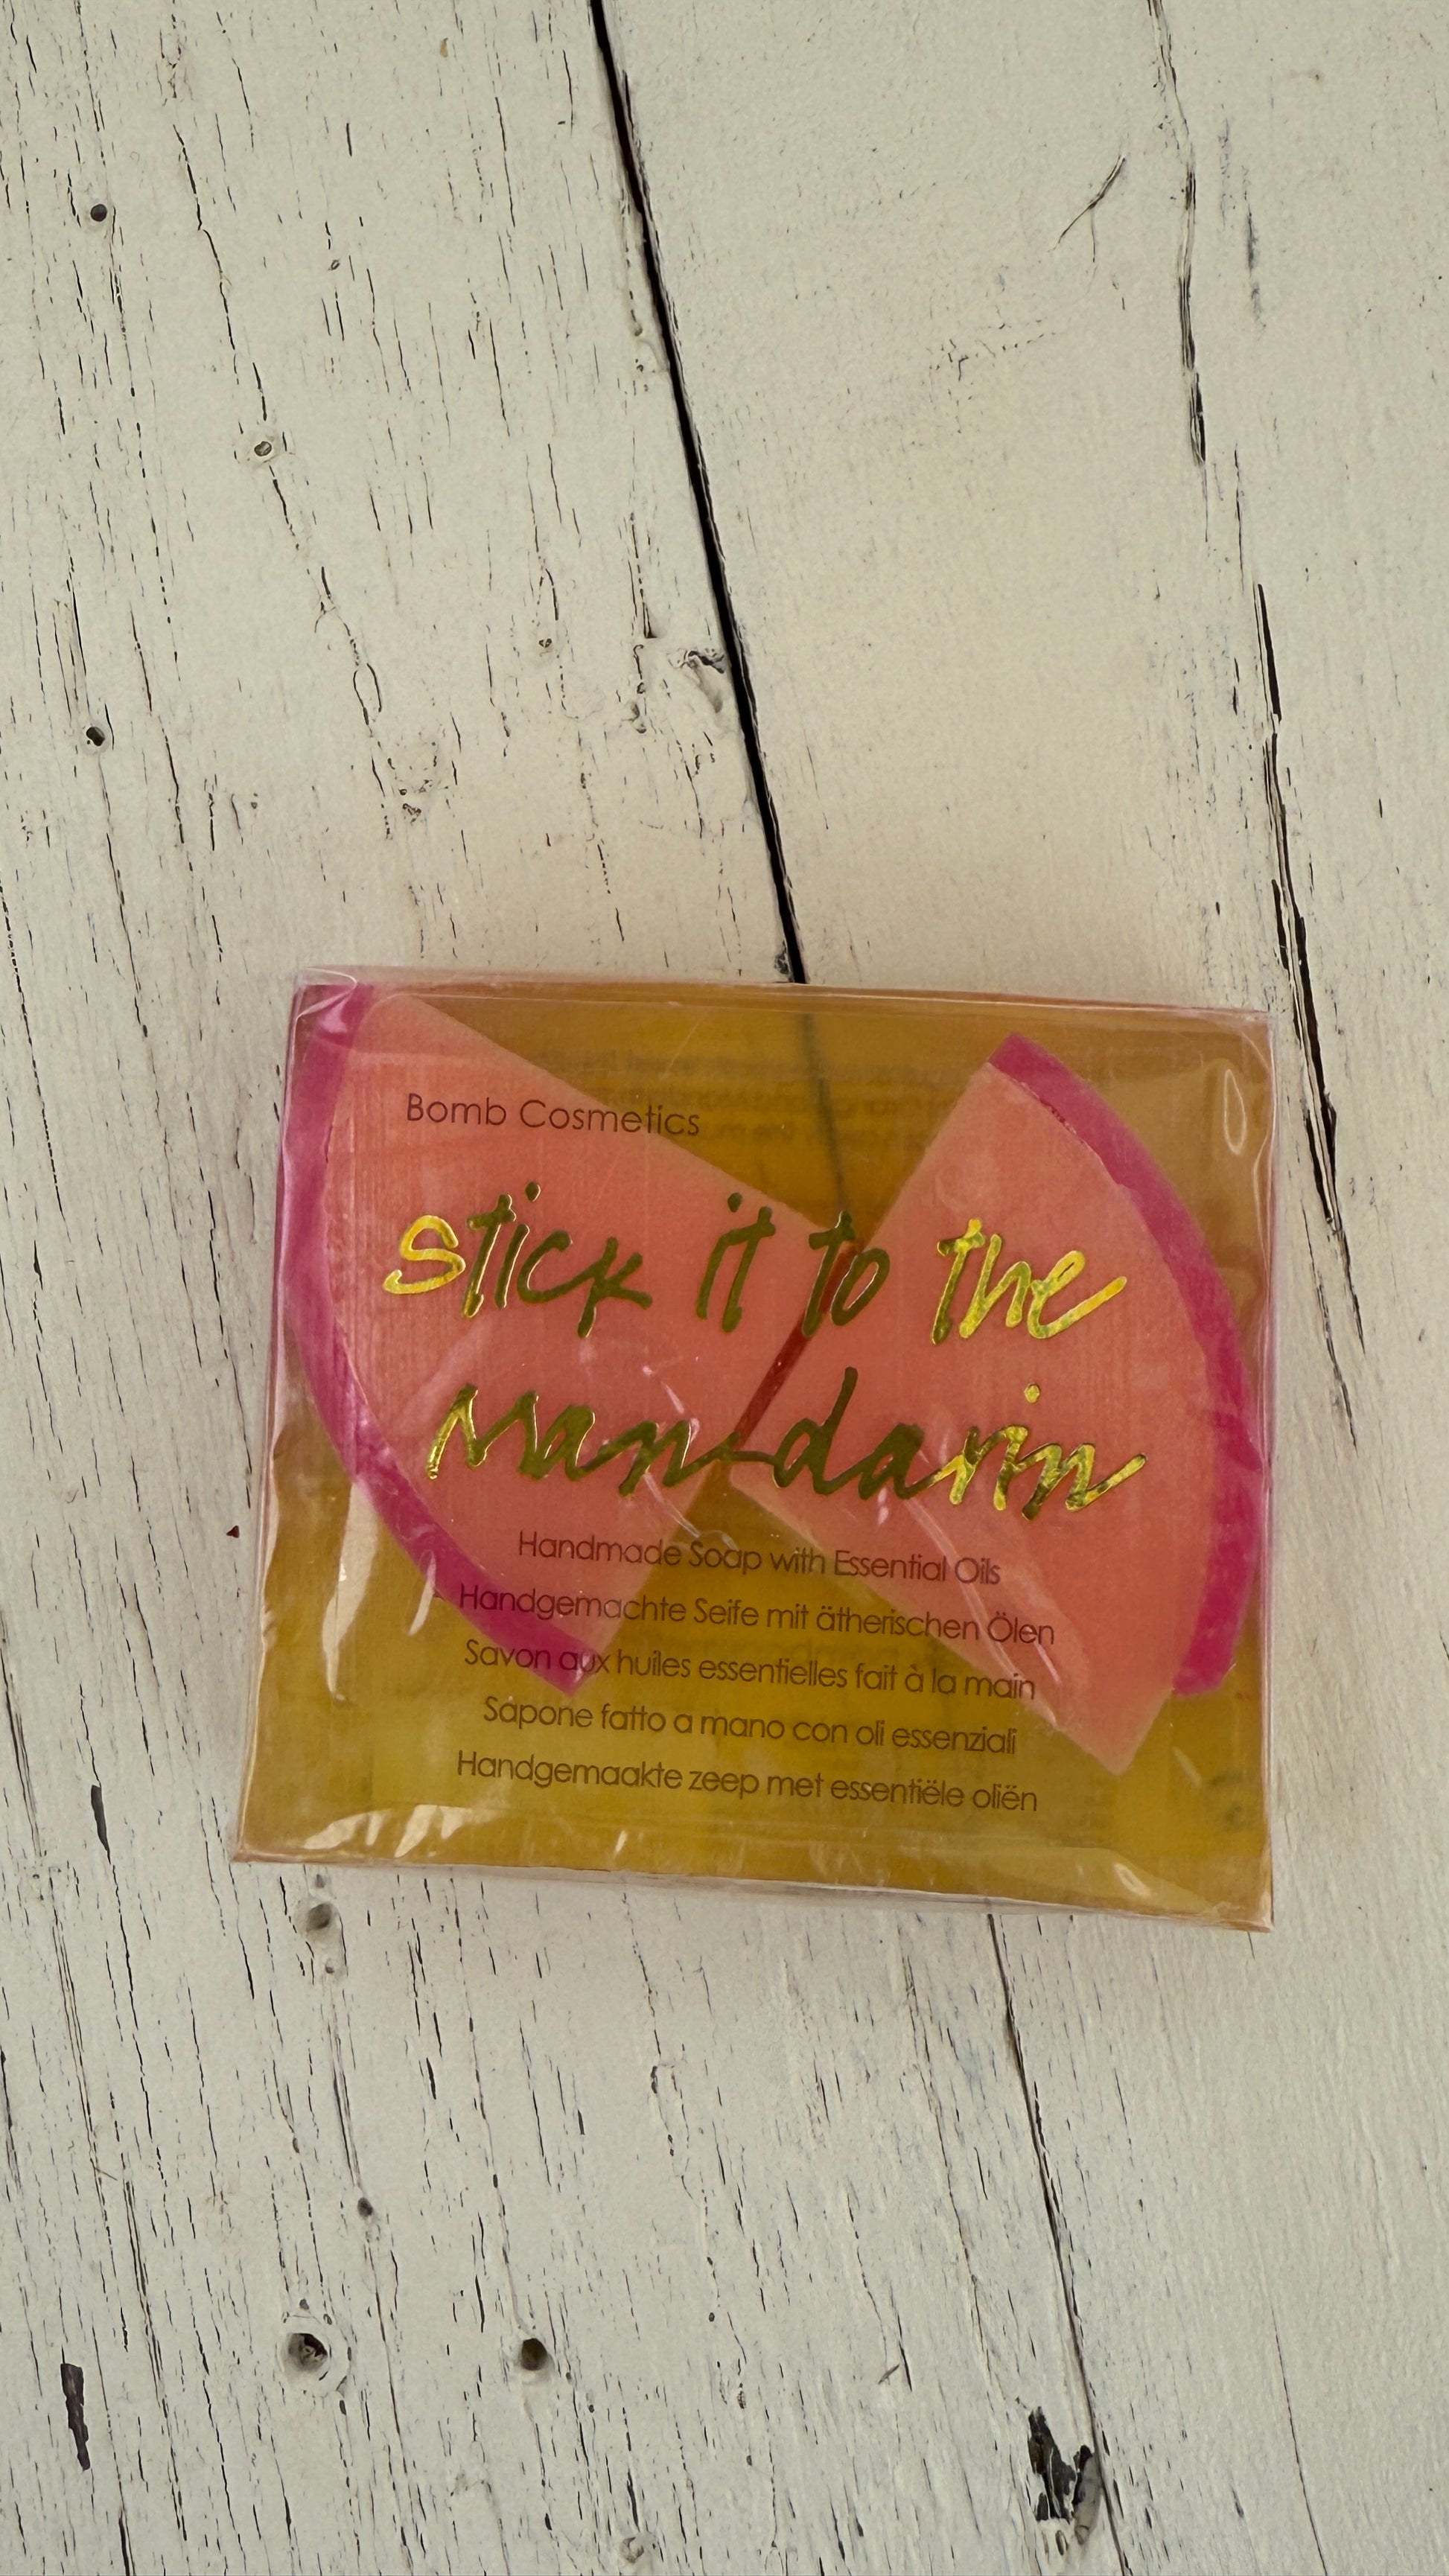 Bomb Cosmetics
stick it to the
mandarin
Handmade Soap with Essential Oils
Handgemachte Seife mit ätherischen Ölen
Savon aux huiles essentielles fait à la main
Sapone fatto a mano con oli essenziali
Handgemaakte zeep met essentiële oliën